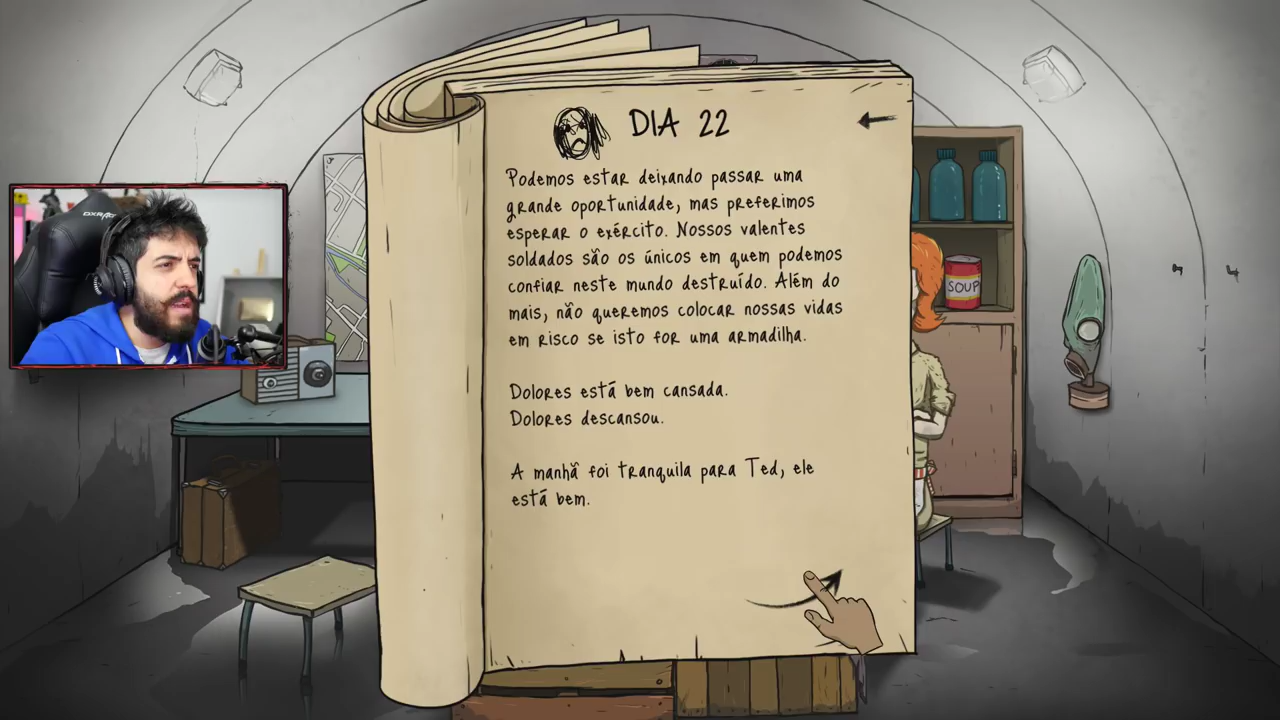 DIA 22
Podemos estar deixando passar uma
grande oportunidade, mas preferimos
esperar o exército. Nossos valentes
soldados são os únicos em quem podemos
confiar neste mundo destruído. Além do
mais, não queremos colocar nossas vidas
em risco se isto for uma armadilha.
Dolores está bem cansada.
Dolores descansou.
A manhã foi tranquila para Ted, ele
está bem.
SOUP